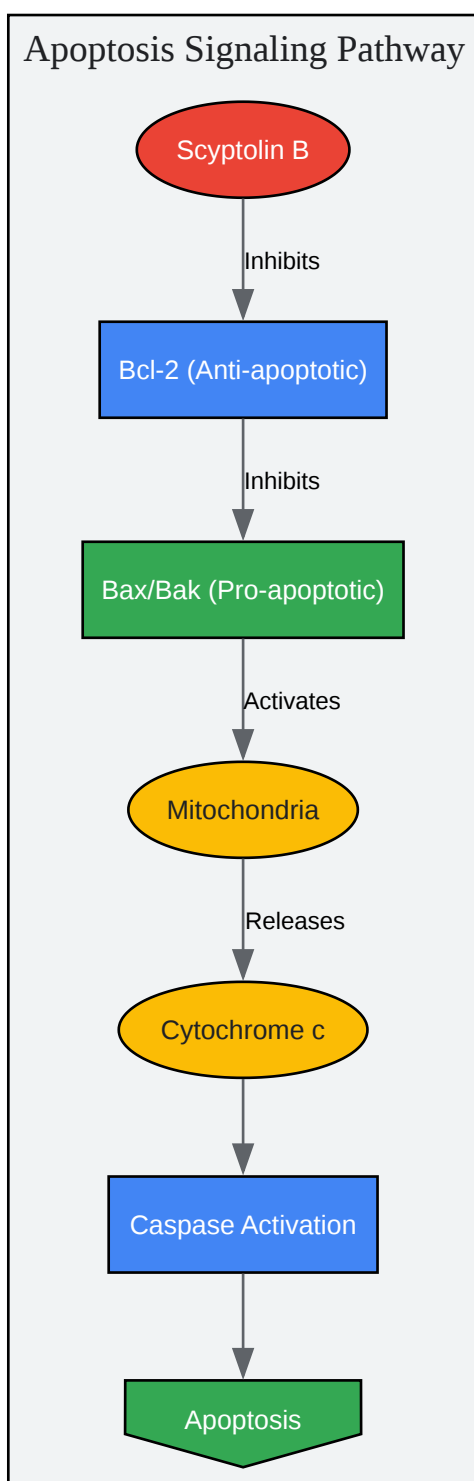 Apoptosis Signaling Pathway
Scyptolin B
Inhibits
Bcl-2 (Anti-apoptotic)
Inhibits
Bax/Bak (Pro-apoptotic)
Activates
Mitochondria
Releases
Cytochrome c
Caspase Activation
Apoptosis